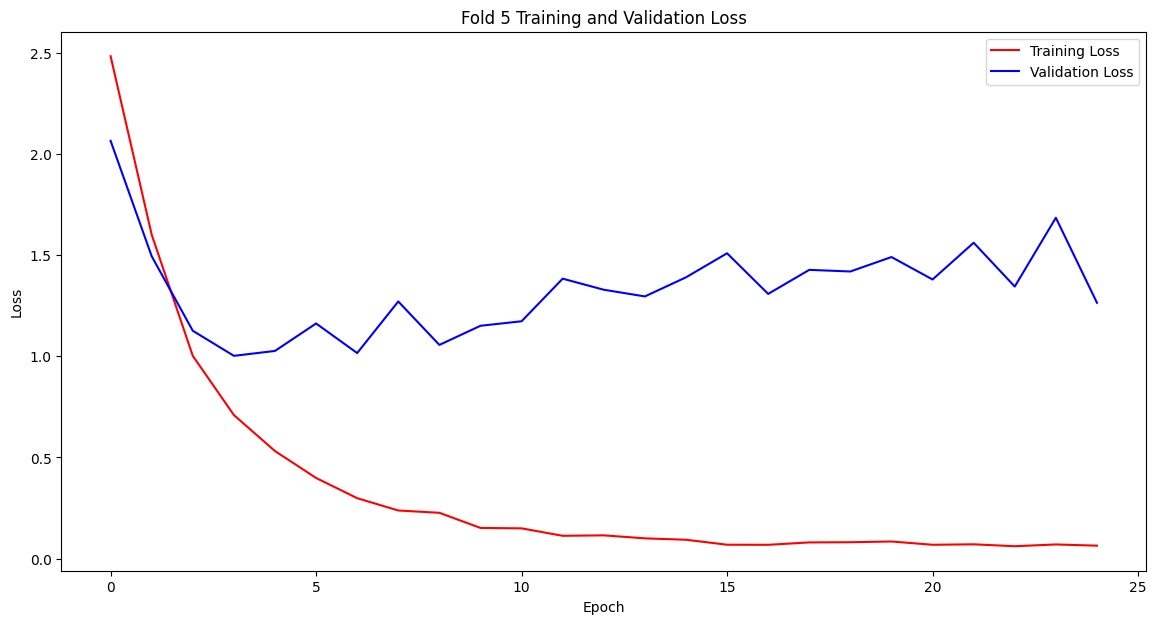 Fold 5 Training and Validation Loss
Training Loss
Validation Loss
Loss
2.5
2.0
1.5
1.0
0.5
0.0
0 5 10 15 20 25
Epoch